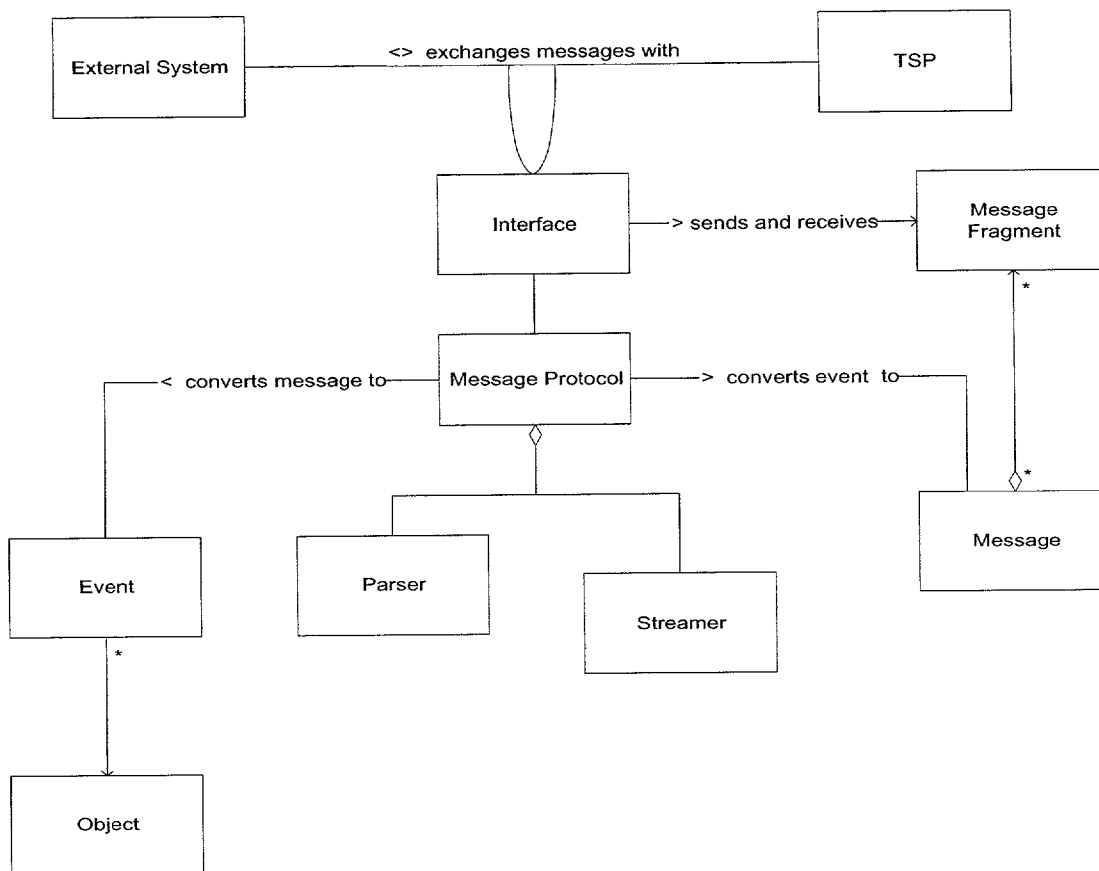 External System
<> exchanges messages with
TSP
Interface
> sends and receives
Message
Fragment
*
< converts message to
Message Protocol
> converts event to
*
Message
Event
Parser
Streamer
*
Object